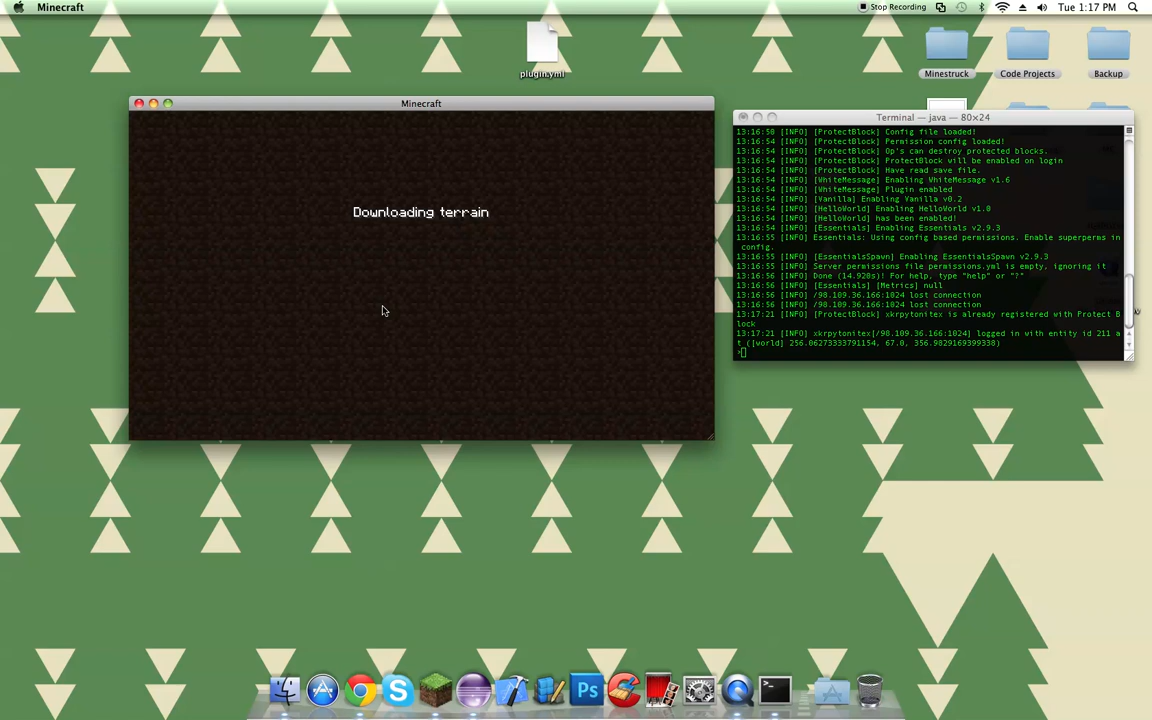 Minecraft
Stop Recording
Tue 1:17 PM
plugin.yml
Minestruck
Code Projects
Backup
Minecraft
Downloading terrain
Terminal — java — 80×24
13:16:50 [INFO] [ProtectBlock] Config file loaded!
13:16:54 [INFO] [ProtectBlock] Permission config loaded!
13:16:54 [INFO] [ProtectBlock] Op's can destroy protected blocks.
13:16:54 [INFO] [ProtectBlock] ProtectBlock will be enabled on login
13:16:54 [INFO] [ProtectBlock] Have read save file.
13:16:54 [INFO] [WhiteMessage] Enabling WhiteMessage v1.6
13:16:54 [INFO] [WhiteMessage] Plugin enabled
13:16:54 [INFO] [Vanilla] Enabling Vanilla v0.2
13:16:54 [INFO] [HelloWorld] Enabling HelloWorld v1.0
13:16:54 [INFO] [HelloWorld] has been enabled!
13:16:54 [INFO] [Essentials] Enabling Essentials v2.9.3
13:16:55 [INFO] Essentials: Using config based permissions. Enable superperms in
config.
13:16:55 [INFO] [EssentialsSpawn] Enabling EssentialsSpawn v2.9.3
13:16:55 [INFO] Server permissions file permissions.yml is empty, ignoring it
13:16:56 [INFO] Done (14.920s)! For help, type "help" or "?"
13:16:56 [INFO] [Essentials] [Metrics] null
13:16:56 [INFO] /98.109.36.166:1024 lost connection
13:16:56 [INFO] /98.109.36.166:1024 lost connection
13:17:21 [INFO] [ProtectBlock] xkrpytonitex is already registered with Protect B
lock
13:17:21 [INFO] xkrpytonitex[/98.109.36.166:1024] logged in with entity id 211 a
t ([world] 256.06273333791154, 67.0, 356.9829169399338)
>
Ps